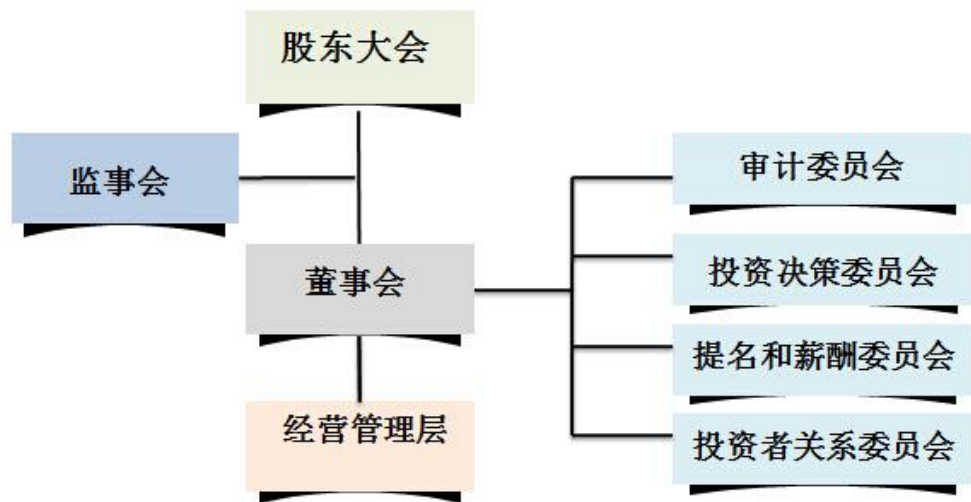 股东大会
监事会
审计委员会
董事会
投资决策委员会
提名和薪酬委员会
经营管理层
投资者关系委员会